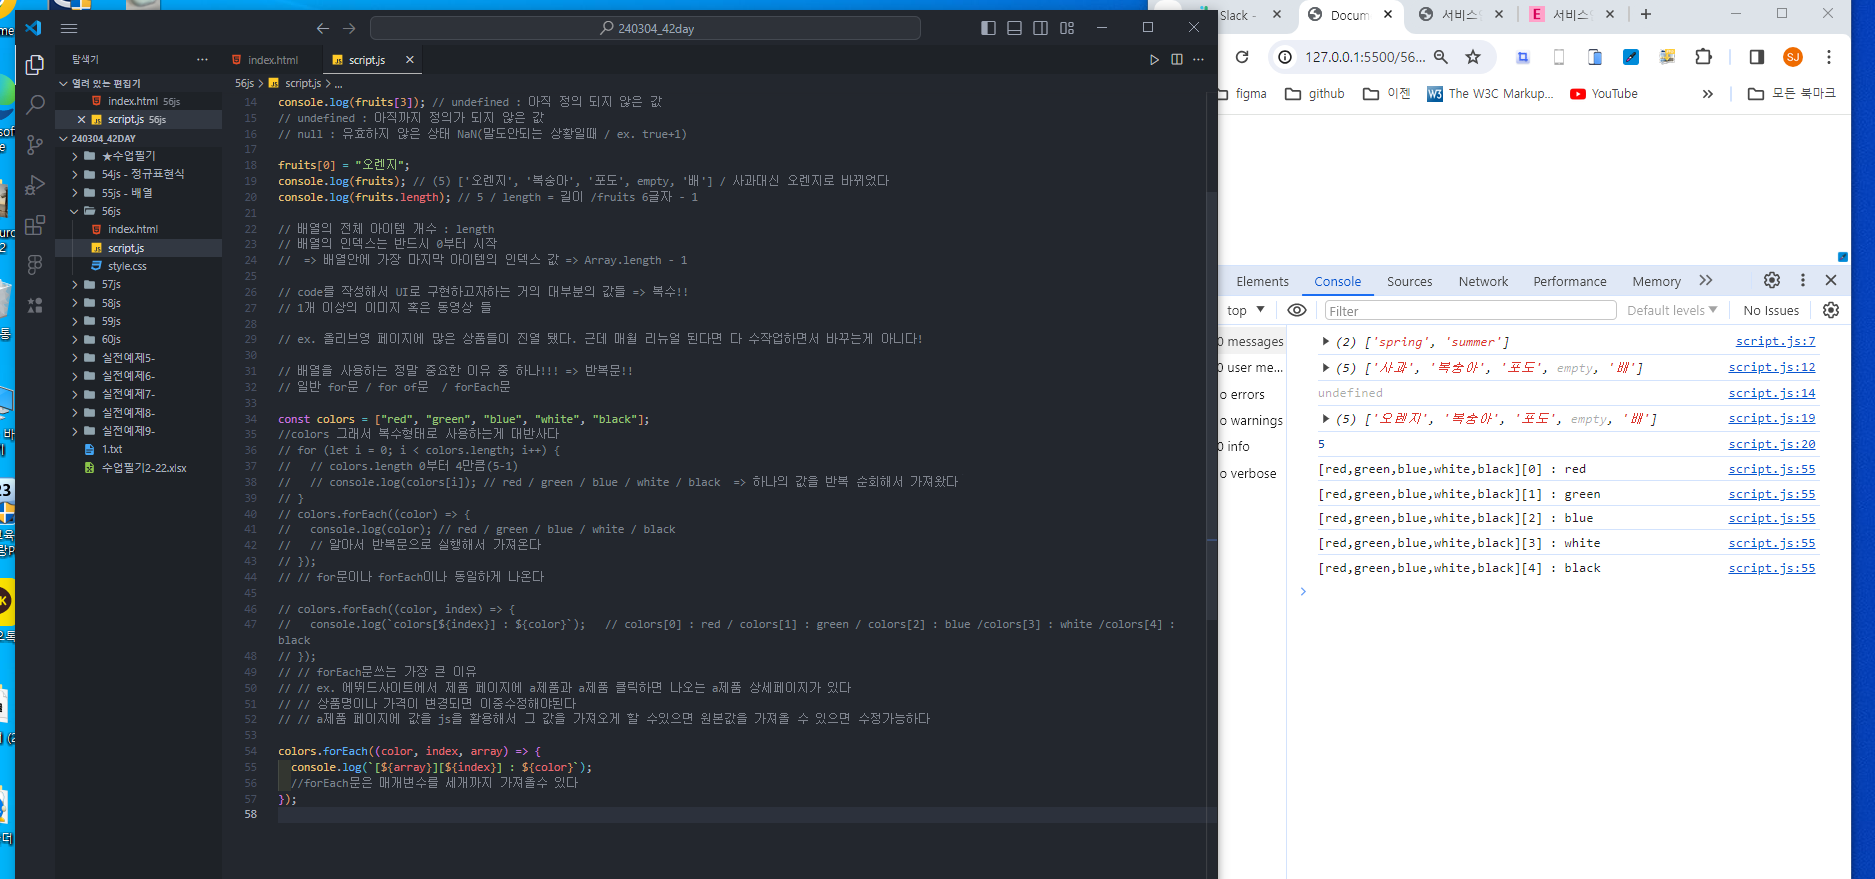 240304_42day
탐색기
index.html
script.js
열려 있는 편집기
index.html 56js
script.js 56js
240304_42DAY
★수업필기
54js - 정규표현식
55js - 배열
56js
index.html
script.js
style.css
57js
58js
59js
60js
실전예제5-
실전예제6-
실전예제7-
실전예제8-
실전예제9-
1.txt
수업필기2-22.xlsx
56js > script.js > ...
14 console.log(fruits[3]); // undefined : 아직 정의 되지 않은 값
15 // undefined : 아직까지 정의가 되지 않은 값
16 // null : 유효하지 않은 상태 NaN(말도안되는 상황일때 / ex. true+1)
17
18 fruits[0] = "오렌지";
19 console.log(fruits); // (5) ['오렌지', '복숭아', '포도', empty, '배'] / 사과대신 오렌지로 바뀌었다
20 console.log(fruits.length); // 5 / length = 길이 /fruits 6글자 - 1
21
22 // 배열의 전체 아이템 개수 : length
23 // 배열의 인덱스는 반드시 0부터 시작
24 //  => 배열안에 가장 마지막 아이템의 인덱스 값 => Array.length - 1
25
26 // code를 작성해서 UI로 구현하고자하는 거의 대부분의 값들 => 복수!!
27 // 1개 이상의 이미지 혹은 동영상 들
28
29 // ex. 올리브영 페이지에 많은 상품들이 진열 됐다. 근데 매월 리뉴얼 된다면 다 수작업하면서 바꾸는게 아니다!
30
31 // 배열을 사용하는 정말 중요한 이유 중 하나!!! => 반복문!!
32 // 일반 for문 / for of문  / forEach문
33
34 const colors = ["red", "green", "blue", "white", "black"];
35 //colors 그래서 복수형태로 사용하는게 대반사다
36 // for (let i = 0; i < colors.length; i++) {
37 //   // colors.length 0부터 4만큼(5-1)
38 //   // console.log(colors[i]); // red / green / blue / white / black  => 하나의 값을 반복 순회해서 가져왔다
39 // }
40 // colors.forEach((color) => {
41 //   console.log(color); // red / green / blue / white / black
42 //   // 알아서 반복문으로 실행해서 가져온다
43 // });
44 // // for문이나 forEach이나 동일하게 나온다
45
46 // colors.forEach((color, index) => {
47 //   console.log(`colors[${index}] : ${color}`);   // colors[0] : red / colors[1] : green / colors[2] : blue /colors[3] : white /colors[4] :
black
48 // });
49 // // forEach문쓰는 가장 큰 이유
50 // // ex. 에뛰드사이트에서 제품 페이지에 a제품과 a제품 클릭하면 나오는 a제품 상세페이지가 있다
51 // // 상품명이나 가격이 변경되면 이중수정해야된다
52 // // a제품 페이지에 값을 js을 활용해서 그 값을 가져오게 할 수있으면 원본값을 가져올 수 있으면 수정가능하다
53
54 colors.forEach((color, index, array) => {
55   console.log(`[${array}][${index}] : ${color}`);
56   //forEach문은 매개변수를 세개까지 가져올수 있다
57 });
58
Slack -
Docum
서비스
서비스
127.0.0.1:5500/56...
SJ
figma
github
이젠
The W3C Markup...
YouTube
모든 북마크
Elements Console Sources Network Performance Memory
top
Filter
Default levels
No Issues
0 messages
0 user me...
o errors
o warnings
0 info
o verbose
(2) ['spring', 'summer'] script.js:7
(5) ['사과', '복숭아', '포도', empty, '배'] script.js:12
undefined script.js:14
(5) ['오렌지', '복숭아', '포도', empty, '배'] script.js:19
5 script.js:20
[red,green,blue,white,black][0] : red script.js:55
[red,green,blue,white,black][1] : green script.js:55
[red,green,blue,white,black][2] : blue script.js:55
[red,green,blue,white,black][3] : white script.js:55
[red,green,blue,white,black][4] : black script.js:55